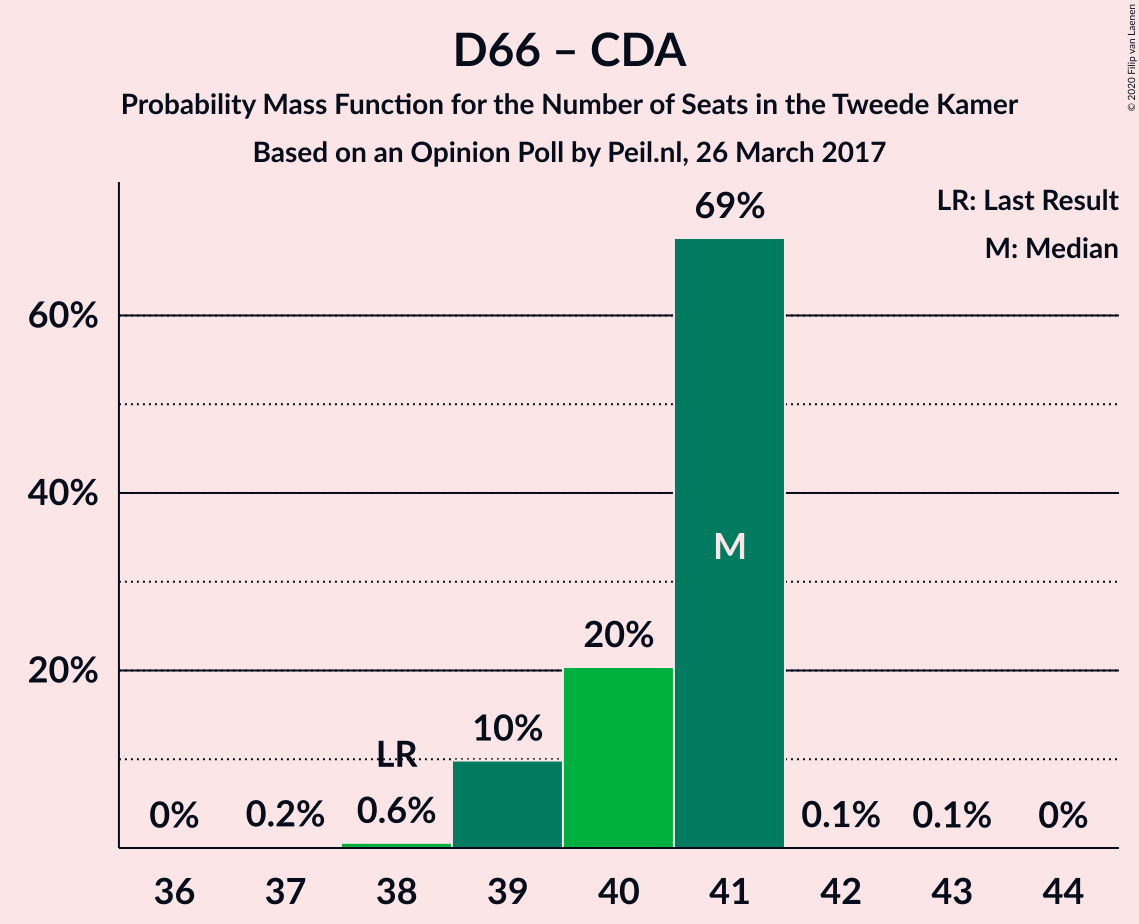 D66 – CDA
Probability Mass Function for the Number of Seats in the Tweede Kamer
Based on an Opinion Poll by Peil.nl, 26 March 2017
© 2020 Filip van Laenen
LR: Last Result
M: Median
60%
40%
20%
0%
0.2%
LR
0.6%
10%
20%
69%
M
0.1%
0.1%
0%
36 37 38 39 40 41 42 43 44